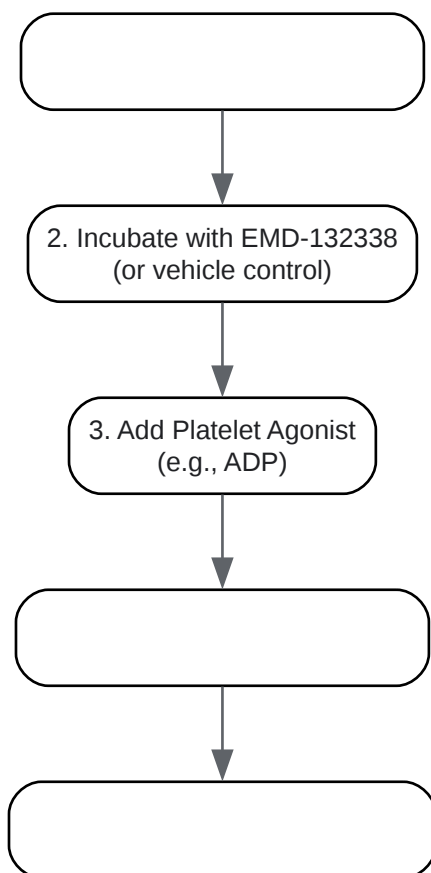 2. Incubate with EMD-132338
(or vehicle control)
3. Add Platelet Agonist
(e.g., ADP)